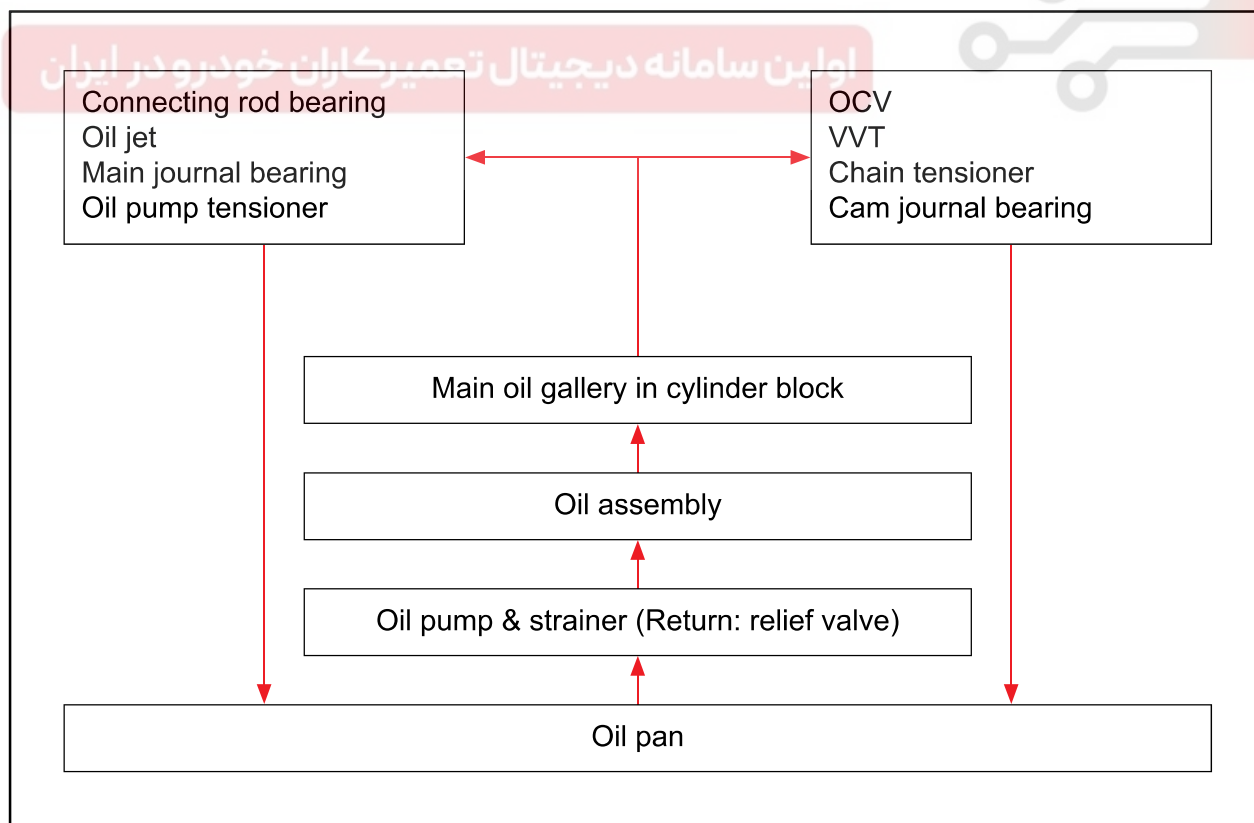 اولین سامانه دیجیتال تعمیرکاران خودرو در ایران
Connecting rod bearing
Oil jet
Main journal bearing
Oil pump tensioner
OCV
VVT
Chain tensioner
Cam journal bearing
Main oil gallery in cylinder block
Oil assembly
Oil pump & strainer (Return: relief valve)
Oil pan